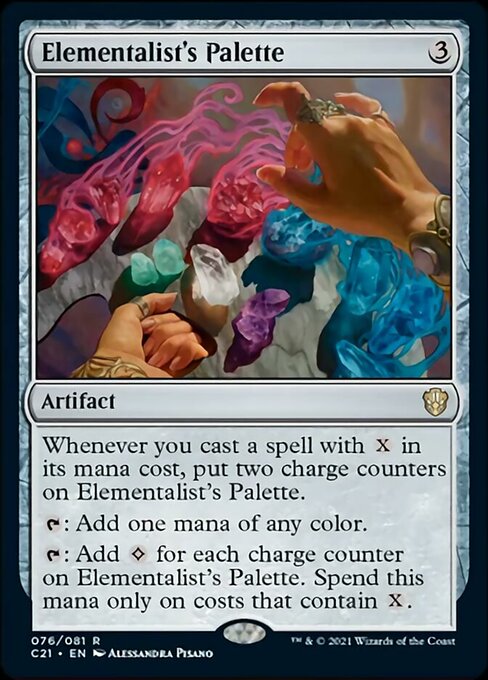 Elementalist's Palette 3
Artifact
Whenever you cast a spell with X in
its mana cost, put two charge counters
on Elementalist's Palette.
: Add one mana of any color.
: Add for each charge counter
on Elementalist's Palette. Spend this
mana only on costs that contain X.
076/081 R
™ & © 2021 Wizards of the Coast
C21 • EN Alessandra Pisano